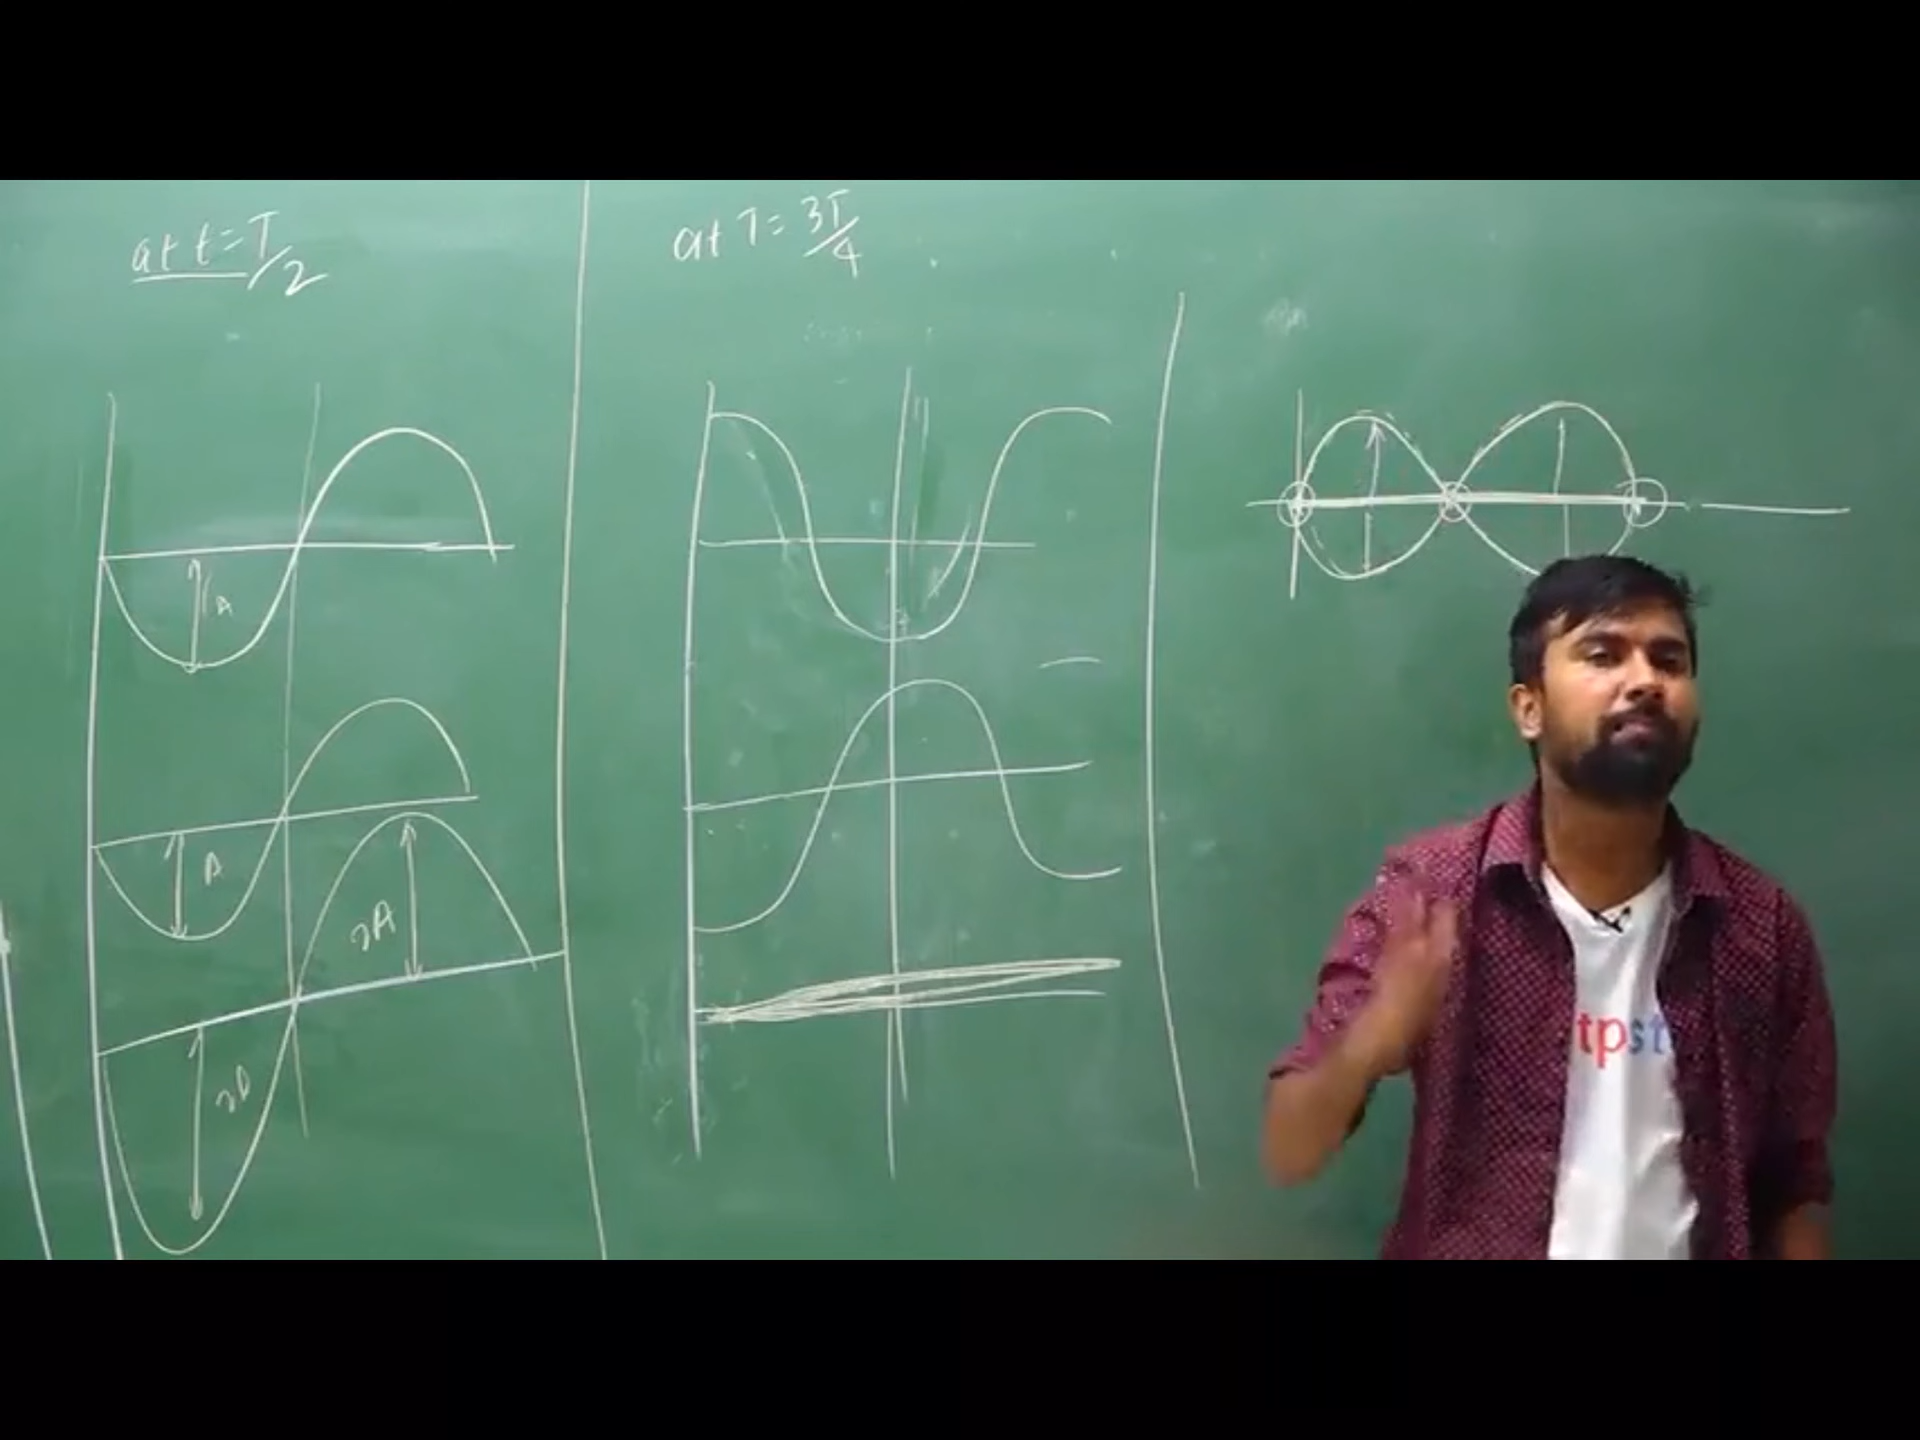 at t = T/2
at T = 3T/4
A
A
2A
2A
tpst